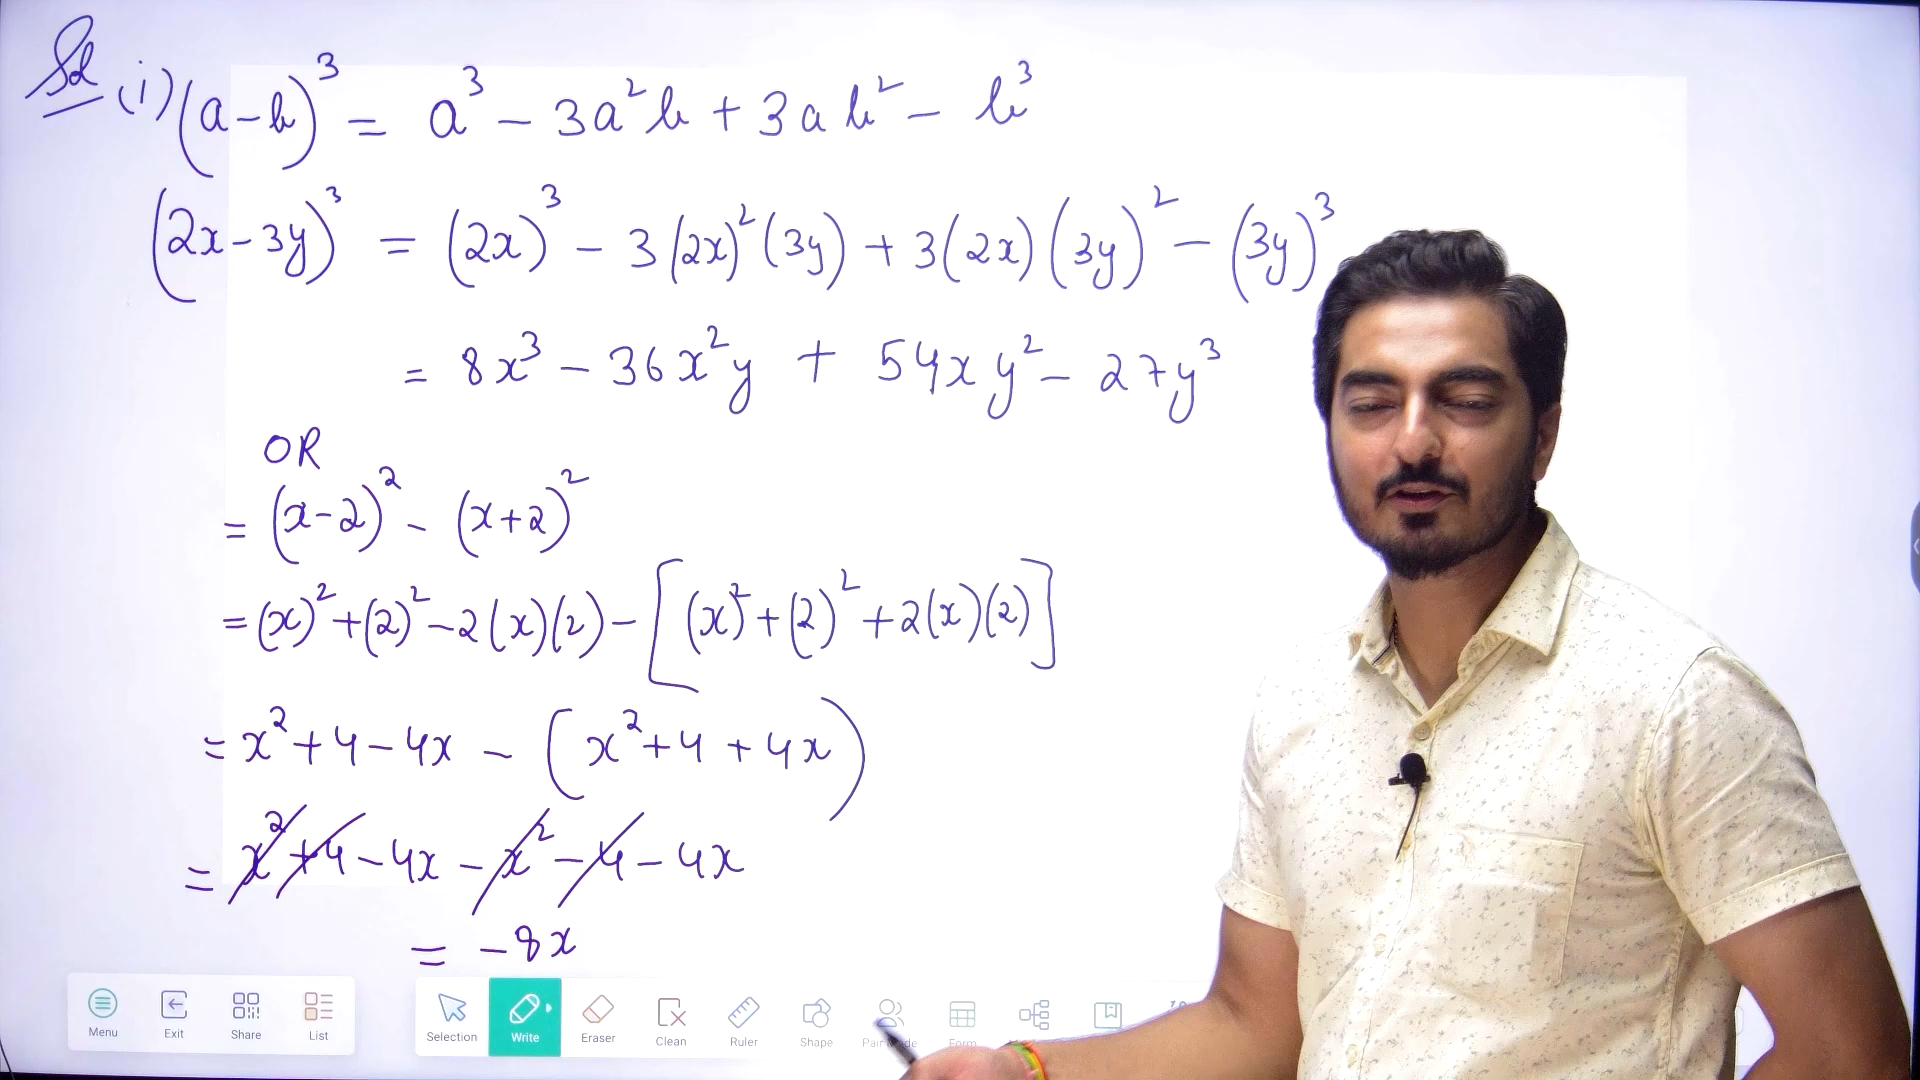 Sol (i) (a-b)³ = a³ - 3a²b + 3ab² - b³
(2x-3y)³ = (2x)³ - 3(2x)²(3y) + 3(2x)(3y)² - (3y)³
= 8x³ - 36x²y + 54xy² - 27y³
OR
= (x-2)² - (x+2)²
= (x)²+(2)²-2(x)(2)-[(x)²+(2)²+2(x)(2)]
= x²+4-4x - (x²+4+4x)
= x²+4-4x-x²-4-4x
= -8x
Menu Exit Share List Selection Write Eraser Clean Ruler Shape Form